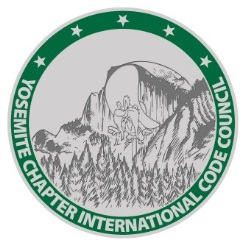 YOSEMITE CHAPTER INTERNATIONAL CODE COUNCIL